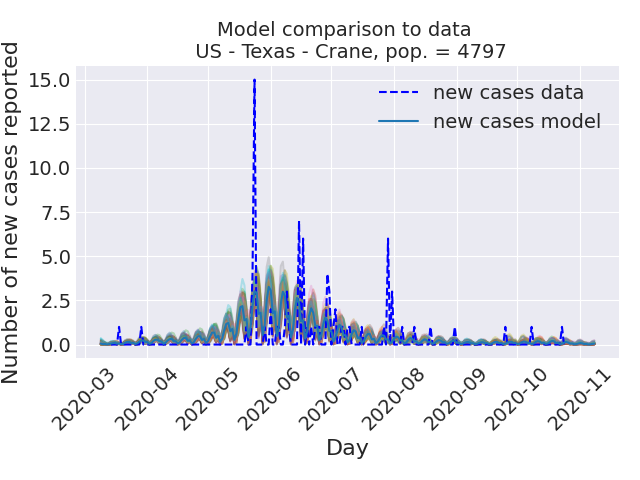 Model comparison to data
US - Texas - Crane, pop. = 4797
Number of new cases reported
15.0
12.5
10.0
7.5
5.0
2.5
0.0
new cases data
new cases model
2020-03
2020-04
2020-05
2020-06
2020-07
2020-08
2020-09
2020-10
2020-11
Day